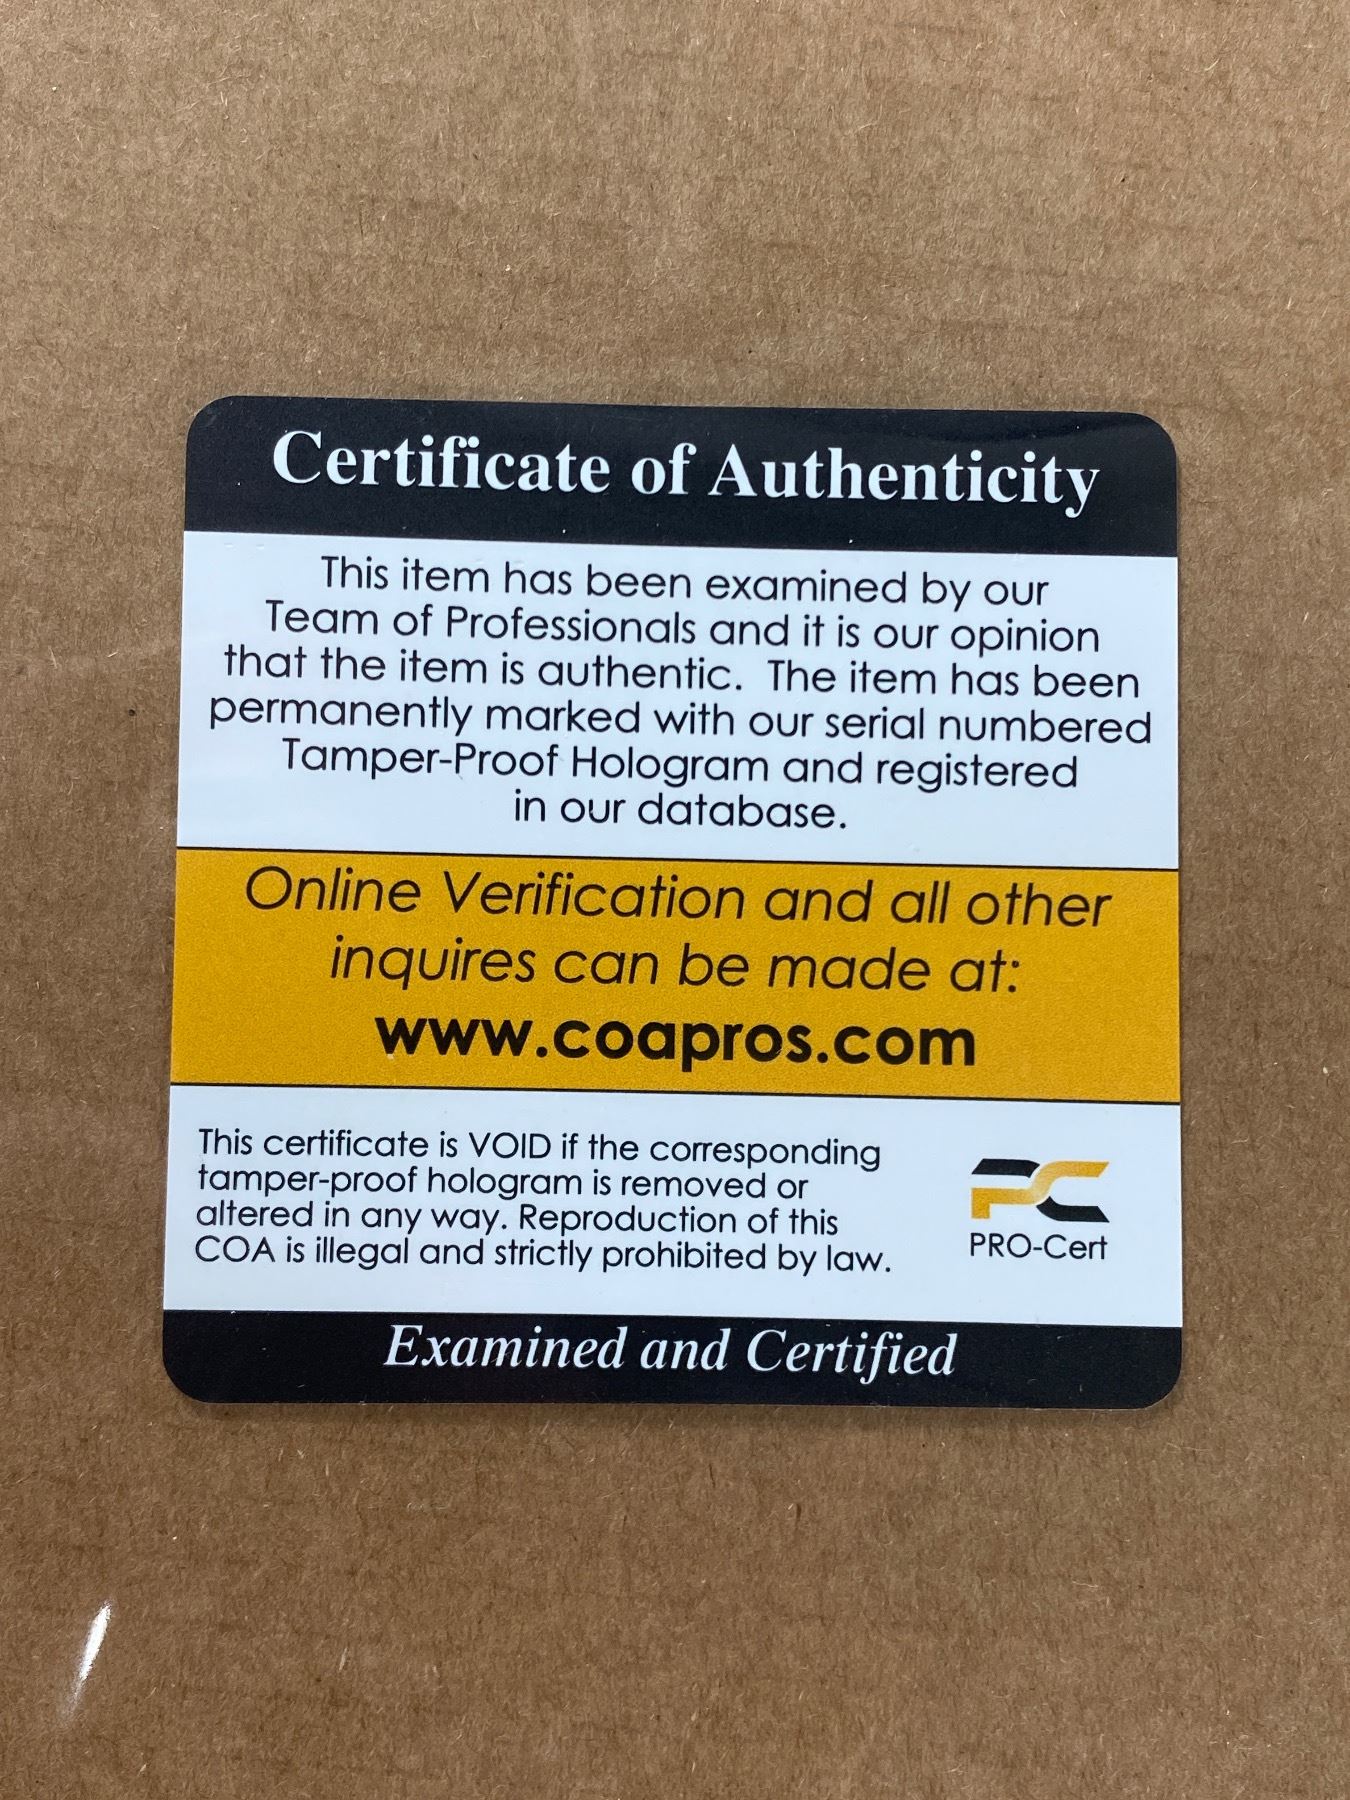 Certificate of Authenticity
This item has been examined by our
Team of Professionals and it is our opinion
that the item is authentic. The item has been
permanently marked with our serial numbered
Tamper-Proof Hologram and registered
in our database.
Online Verification and all other
inquires can be made at:
www.coapros.com
This certificate is VOID if the corresponding
tamper-proof hologram is removed or
altered in any way. Reproduction of this
COA is illegal and strictly prohibited by law.
PC
PRO-Cert
Examined and Certified